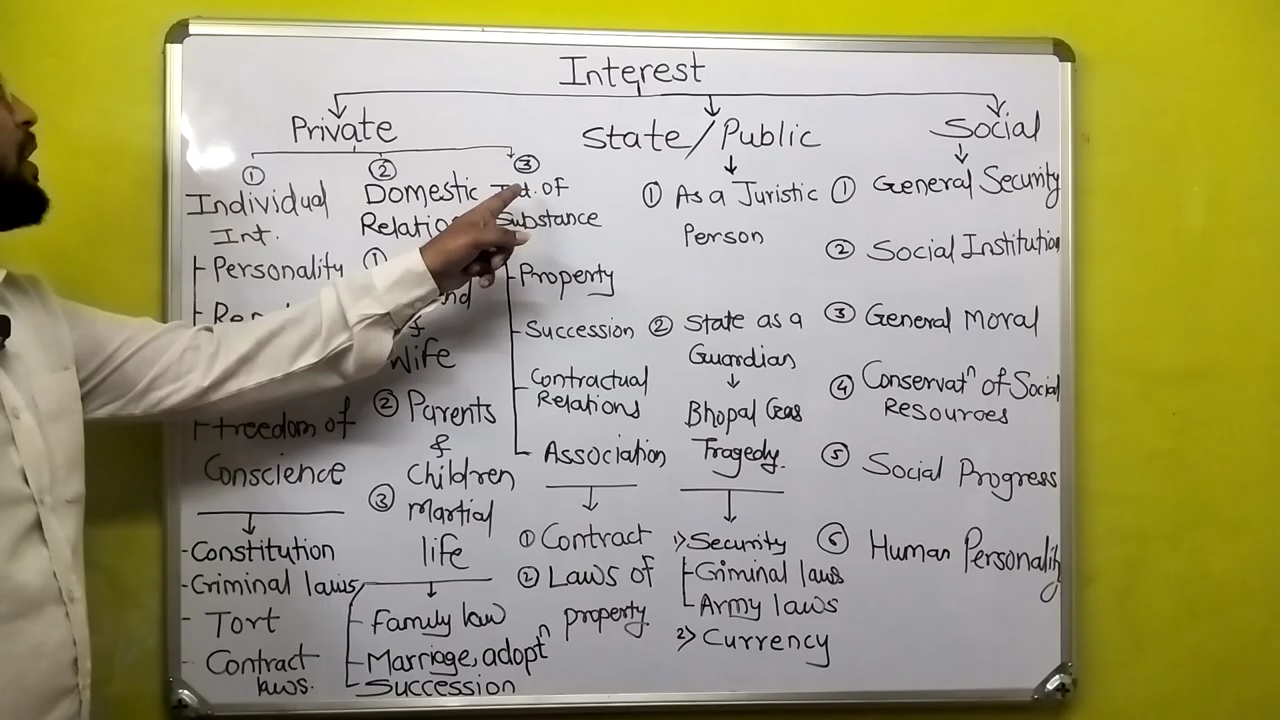 Interest
Private
①
Individual
Int.
Personality
Freedom of
Conscience
- Constitution
- Criminal laws
- Tort
- Contract
laws.
②
Domestic
①
&
Wife
② Parents
&
Children
③ Martial
life
Family law
Marriage, adoptⁿ
Succession
③
of
Substance
Property
Succession
Contractual
Relations
Association
① Contract
② Laws of
property.
State/Public
① As a Juristic
Person
② State as a
Guardian
Bhopal Gas
Tragedy.
1> Security
Criminal laws
Army laws
2> Currency
Social
① General Security
② Social Institution
③ General Moral
④ Conservatⁿ of Social
Resources
⑤ Social Progress
⑥ Human Personality